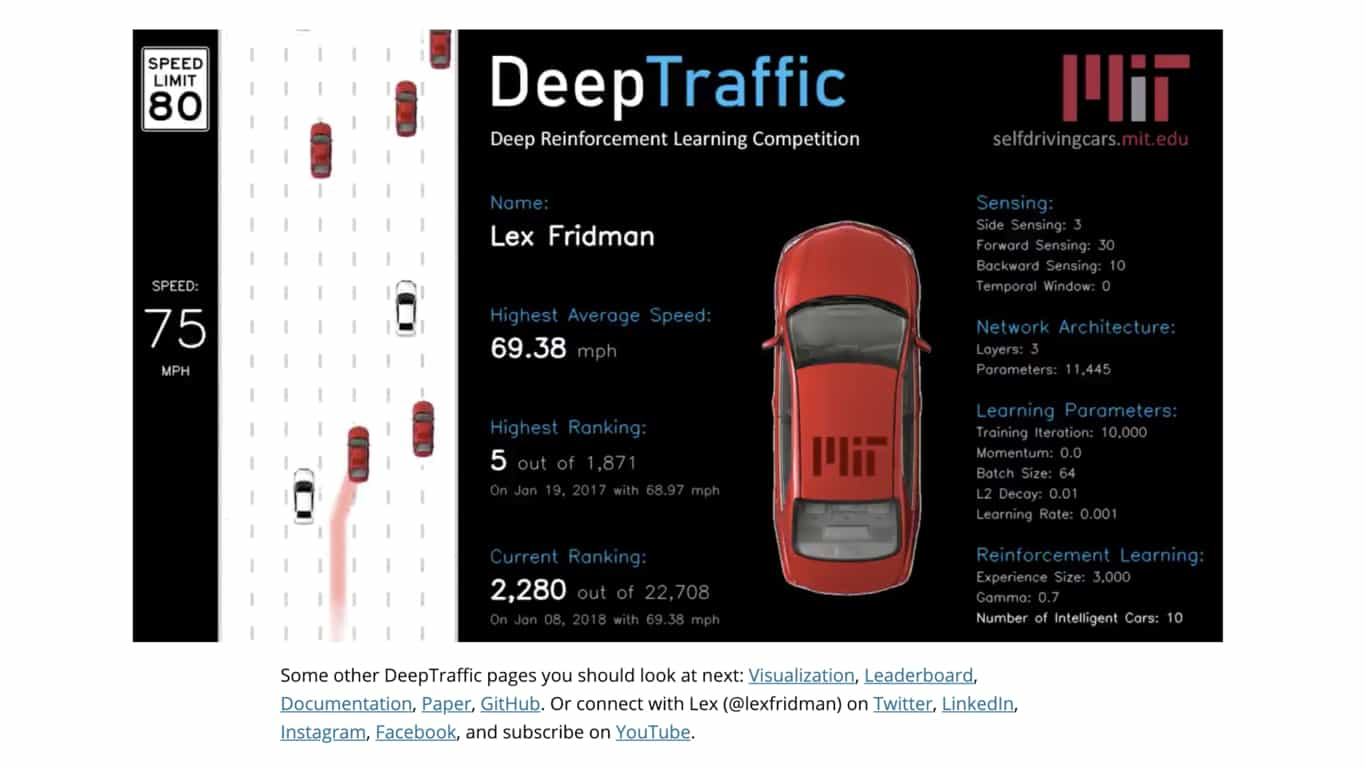 SPEED
LIMIT
80
SPEED:
75
MPH
DeepTraffic
Deep Reinforcement Learning Competition
MiT
selfdrivingcars.mit.edu
Name:
Lex Fridman
Highest Average Speed:
69.38 mph
Highest Ranking:
5 out of 1,871
On Jan 19, 2017 with 68.97 mph
Current Ranking:
2,280 out of 22,708
On Jan 08, 2018 with 69.38 mph
MiT
Sensing:
Side Sensing: 3
Forward Sensing: 30
Backward Sensing: 10
Temporal Window: 0
Network Architecture:
Layers: 3
Parameters: 11,445
Learning Parameters:
Training Iteration: 10,000
Momentum: 0.0
Batch Size: 64
L2 Decay: 0.01
Learning Rate: 0.001
Reinforcement Learning:
Experience Size: 3,000
Gamma: 0.7
Number of Intelligent Cars: 10
Some other DeepTraffic pages you should look at next: Visualization, Leaderboard,
Documentation, Paper, GitHub. Or connect with Lex (@lexfridman) on Twitter, LinkedIn,
Instagram, Facebook, and subscribe on YouTube.